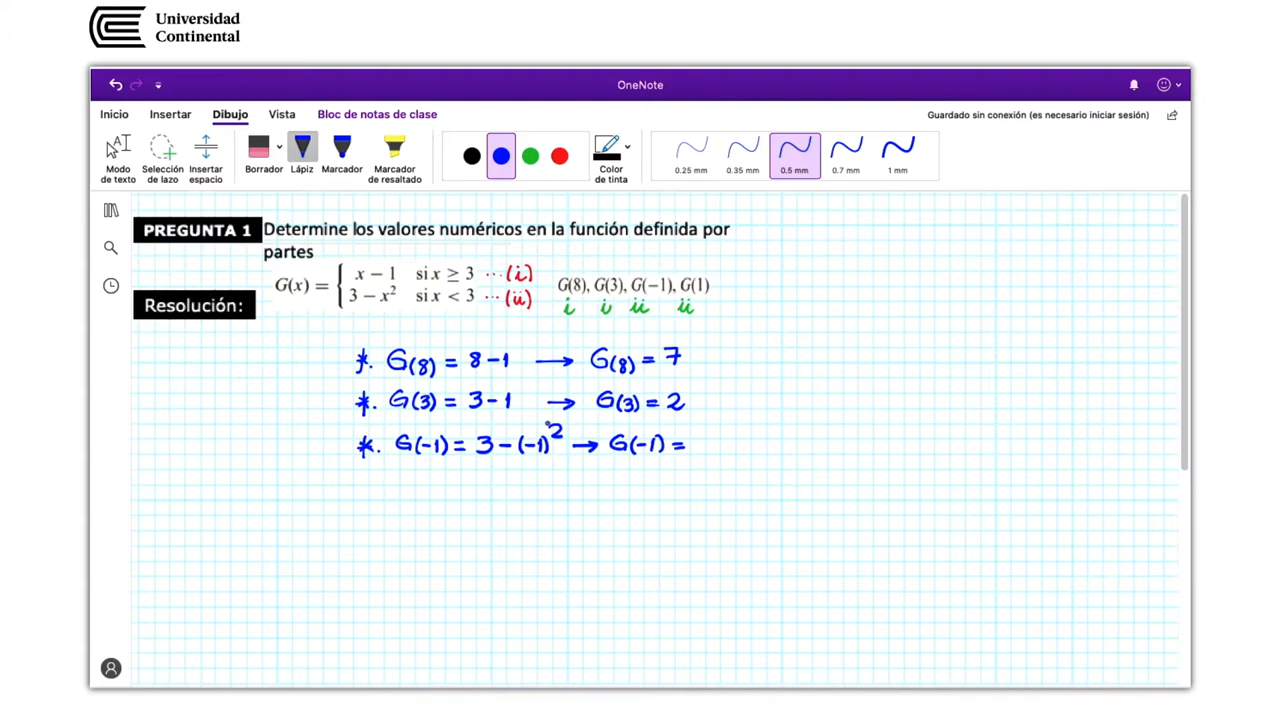 Universidad
Continental
OneNote
Inicio Insertar Dibujo Vista Bloc de notas de clase
Guardado sin conexión (es necesario iniciar sesión)
Modo de texto
Selección de lazo
Insertar espacio
Borrador
Lápiz
Marcador
Marcador de resaltado
Color de tinta
0.25 mm 0.35 mm 0.5 mm 0.7 mm 1 mm
PREGUNTA 1 Determine los valores numéricos en la función definida por
partes
G(x) = { x − 1 si x ≥ 3 ...(i)
3 − x² si x < 3 ...(ii)
G(8), G(3), G(−1), G(1)
i i ii ii
Resolución:
*. G(8) = 8 − 1 → G(8) = 7
*. G(3) = 3 − 1 → G(3) = 2
*. G(−1) = 3 − (−1)² → G(−1) =